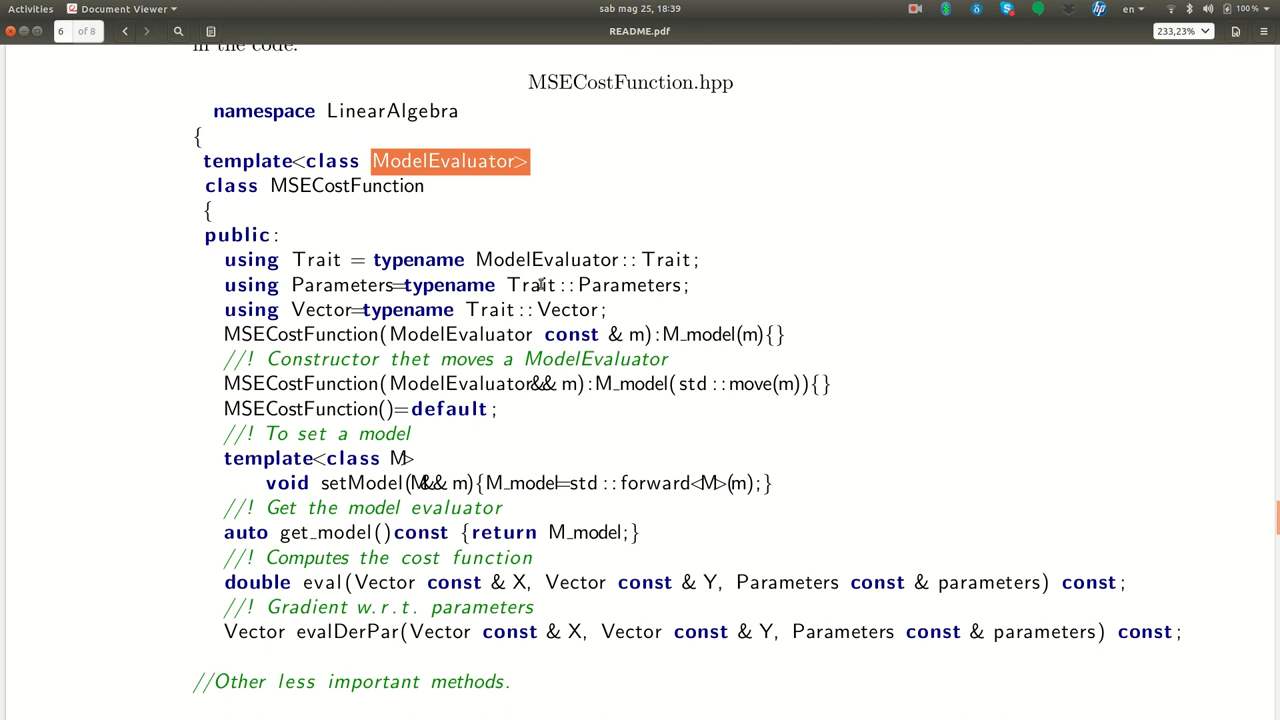 Activities Document Viewer sab mag 25, 18:39 en 100 %
6 of 8 README.pdf 233,23%
in the code.
MSECostFunction.hpp
namespace LinearAlgebra
{
template<class ModelEvaluator>
class MSECostFunction
{
public:
using Trait = typename ModelEvaluator::Trait;
using Parameters=typename Trait::Parameters;
using Vector=typename Trait::Vector;
MSECostFunction(ModelEvaluator const & m):M_model(m){}
//! Constructor thet moves a ModelEvaluator
MSECostFunction(ModelEvaluator&& m):M_model(std::move(m)){}
MSECostFunction()=default;
//! To set a model
template<class M>
void setModel(M&& m){M_model=std::forward<M>(m);}
//! Get the model evaluator
auto get_model()const {return M_model;}
//! Computes the cost function
double eval(Vector const & X, Vector const & Y, Parameters const & parameters) const;
//! Gradient w.r.t. parameters
Vector evalDerPar(Vector const & X, Vector const & Y, Parameters const & parameters) const;
//Other less important methods.